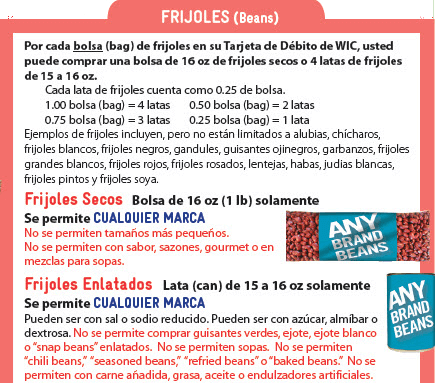 FRIJOLES (Beans)
Por cada bolsa (bag) de frijoles en su Tarjeta de Débito de WIC, usted
puede comprar una bolsa de 16 oz de frijoles secos o 4 latas de frijoles
de 15 a 16 oz.
Cada lata de frijoles cuenta como 0.25 de bolsa.
1.00 bolsa (bag) = 4 latas 0.50 bolsa (bag) = 2 latas
0.75 bolsa (bag) = 3 latas 0.25 bolsa (bag) = 1 lata
Ejemplos de frijoles incluyen, pero no están limitados a alubias, chícharos,
frijoles blancos, frijoles negros, gandules, guisantes ojinegros, garbanzos, frijoles
grandes blancos, frijoles rojos, frijoles rosados, lentejas, habas, judias blancas,
frijoles pintos y frijoles soya.
Frijoles Secos Bolsa de 16 oz (1 lb) solamente
Se permite CUALQUIER MARCA
No se permiten tamaños más pequeños.
No se permiten con sabor, sazones, gourmet o en
mezclas para sopas.
ANY
BRAND
BEANS
Frijoles Enlatados Lata (can) de 15 a 16 oz solamente
Se permite CUALQUIER MARCA
Pueden ser con sal o sodio reducido. Pueden ser con azúcar, almíbar o
dextrosa. No se permite comprar guisantes verdes, ejote, ejote blanco
o "snap beans" enlatados. No se permiten sopas. No se permiten
"chili beans," "seasoned beans," "refried beans" o "baked beans." No se
permiten con carne añadida, grasa, aceite o endulzadores artificiales.
ANY
BRAND
BEANS